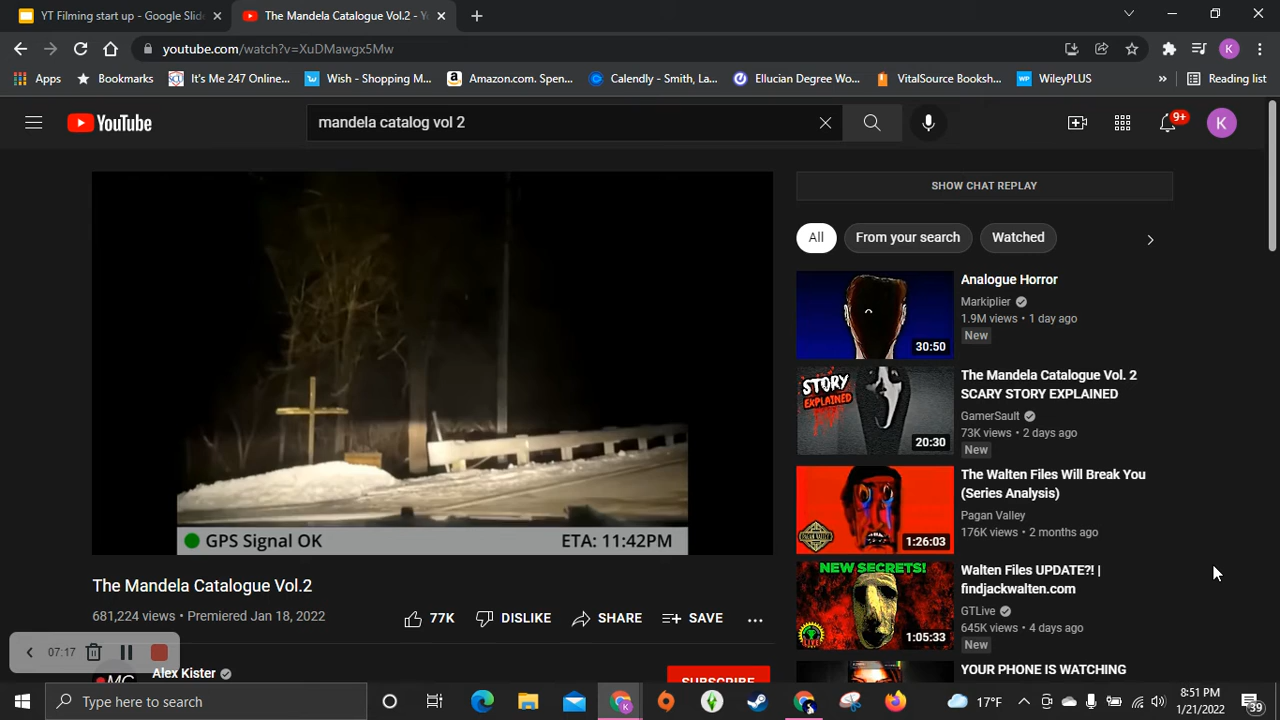 YT Filming start up - Google Slide
The Mandela Catalogue Vol.2 - Yo
youtube.com/watch?v=XuDMawgx5Mw
Apps
Bookmarks
It's Me 247 Online...
Wish - Shopping M...
Amazon.com. Spen...
Calendly - Smith, La...
Ellucian Degree Wo...
VitalSource Booksh...
WP WileyPLUS
»
Reading list
K
YouTube
mandela catalog vol 2
9+
K
SHOW CHAT REPLAY
All
From your search
Watched
Analogue Horror
Markiplier
1.9M views • 1 day ago
New
30:50
STORY
EXPLAINED
20:30
The Mandela Catalogue Vol. 2
SCARY STORY EXPLAINED
GamerSault
73K views • 2 days ago
New
1:26:03
The Walten Files Will Break You
(Series Analysis)
Pagan Valley
176K views • 2 months ago
NEW SECRETS!
1:05:33
Walten Files UPDATE?! |
findjackwalten.com
GTLive
645K views • 4 days ago
New
YOUR PHONE IS WATCHING
GPS Signal OK
ETA: 11:42PM
The Mandela Catalogue Vol.2
681,224 views • Premiered Jan 18, 2022
77K
DISLIKE
SHARE
SAVE
07:17
Alex Kister
SUBSCRIBE
Type here to search
17°F
8:51 PM
1/21/2022
39